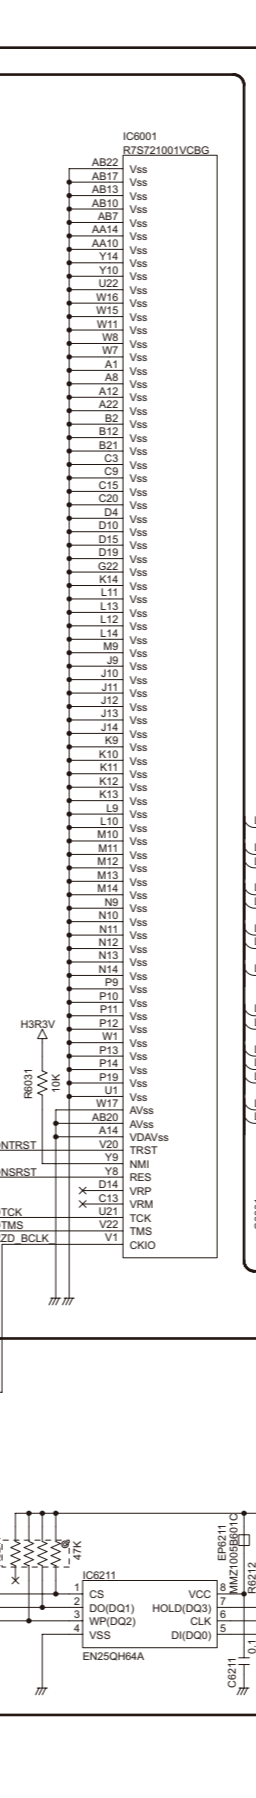 IC6001
R7S721001VCBG
AB22 Vss
AB17 Vss
AB13 Vss
AB10 Vss
AB7 Vss
AA14 Vss
AA10 Vss
Y14 Vss
Y10 Vss
U22 Vss
W16 Vss
W15 Vss
W11 Vss
W8 Vss
W7 Vss
A1 Vss
A8 Vss
A12 Vss
A22 Vss
B2 Vss
B12 Vss
B21 Vss
C3 Vss
C9 Vss
C15 Vss
C20 Vss
D4 Vss
D10 Vss
D15 Vss
D19 Vss
G22 Vss
K14 Vss
L11 Vss
L13 Vss
L12 Vss
L14 Vss
M9 Vss
J9 Vss
J10 Vss
J11 Vss
J12 Vss
J13 Vss
J14 Vss
K9 Vss
K10 Vss
K11 Vss
K12 Vss
K13 Vss
L9 Vss
L10 Vss
M10 Vss
M11 Vss
M12 Vss
M13 Vss
M14 Vss
N9 Vss
N10 Vss
N11 Vss
N12 Vss
N13 Vss
N14 Vss
P9 Vss
P10 Vss
P11 Vss
P12 Vss
W1 Vss
P13 Vss
P14 Vss
P19 Vss
U1 Vss
W17 AVss
AB20 AVss
A14 VDAVss
V20 TRST
Y9 NMI
Y8 RES
D14 VRP
C13 VRM
U21 TCK
V22 TMS
V1 CKIO
H3R3V
R6031
10K
NTRST
NSRST
TCK
TMS
ZD_BCLK
47K
IC6211
1 CS
2 DO(DQ1)
3 WP(DQ2)
4 VSS
VCC 8
HOLD(DQ3) 7
CLK 6
DI(DQ0) 5
EN25QH64A
EP6211
MMZ1005B601C
R6212
C6211
0.1